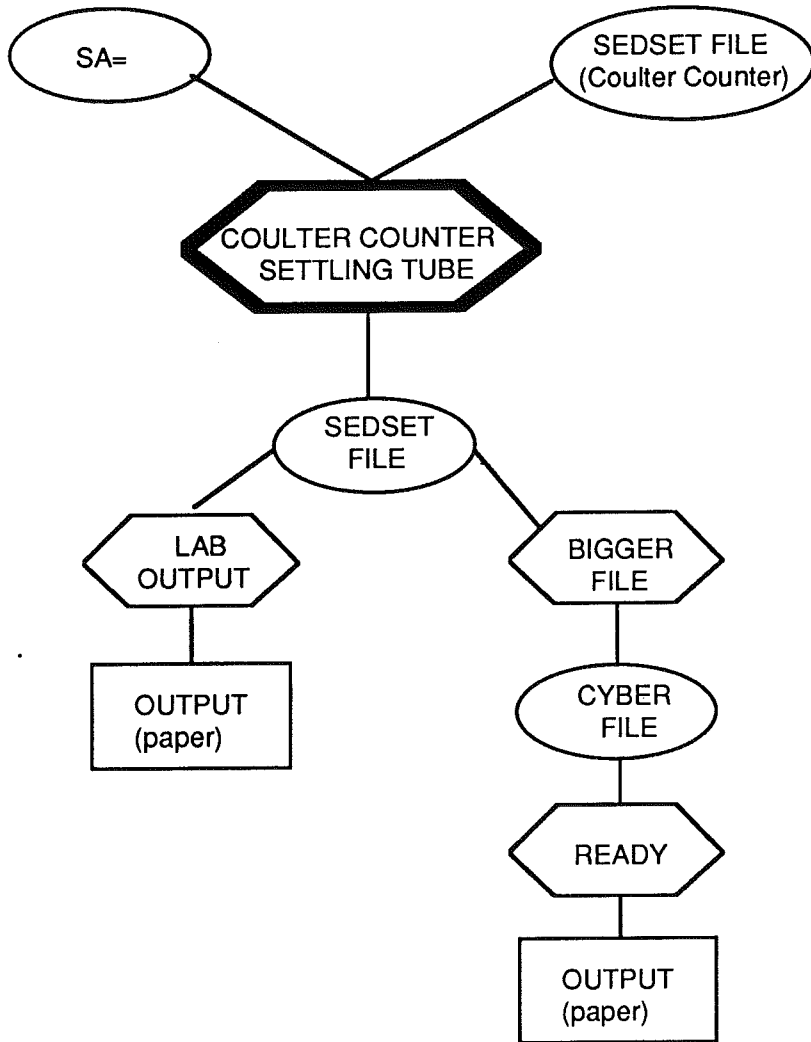 SA=
SEDSET FILE
(Coulter Counter)
COULTER COUNTER
SETTLING TUBE
SEDSET
FILE
LAB
OUTPUT
BIGGER
FILE
OUTPUT
(paper)
CYBER
FILE
READY
OUTPUT
(paper)